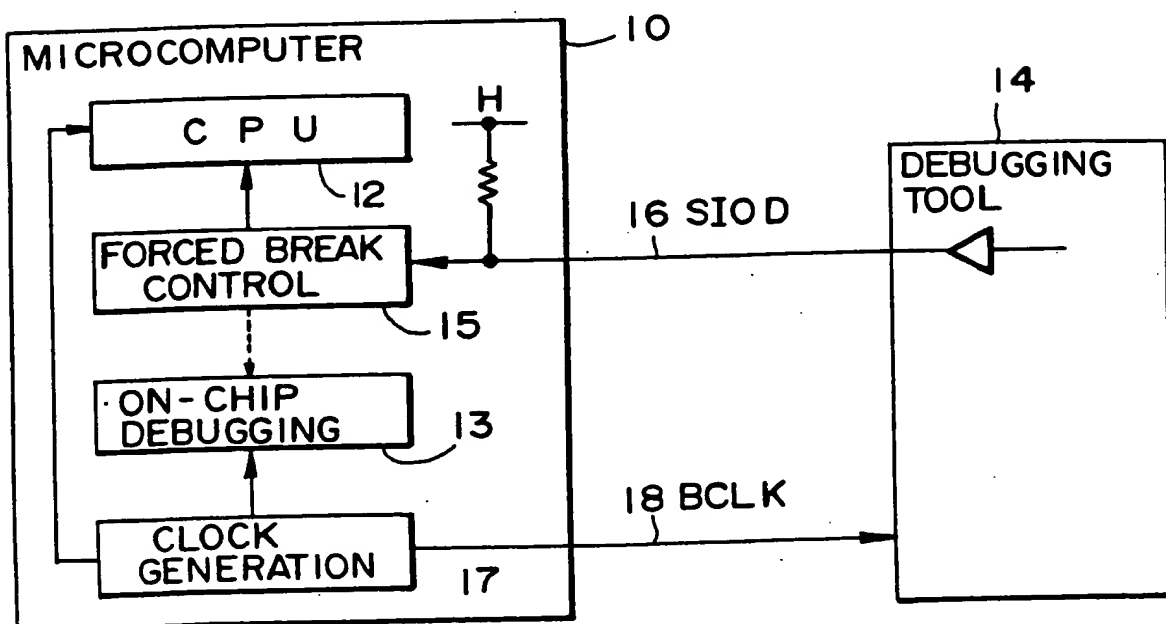 MICROCOMPUTER
10
C P U
12
H
FORCED BREAK
CONTROL
15
ON-CHIP
DEBUGGING
13
CLOCK
GENERATION
17
16 SIOD
18 BCLK
14
DEBUGGING
TOOL